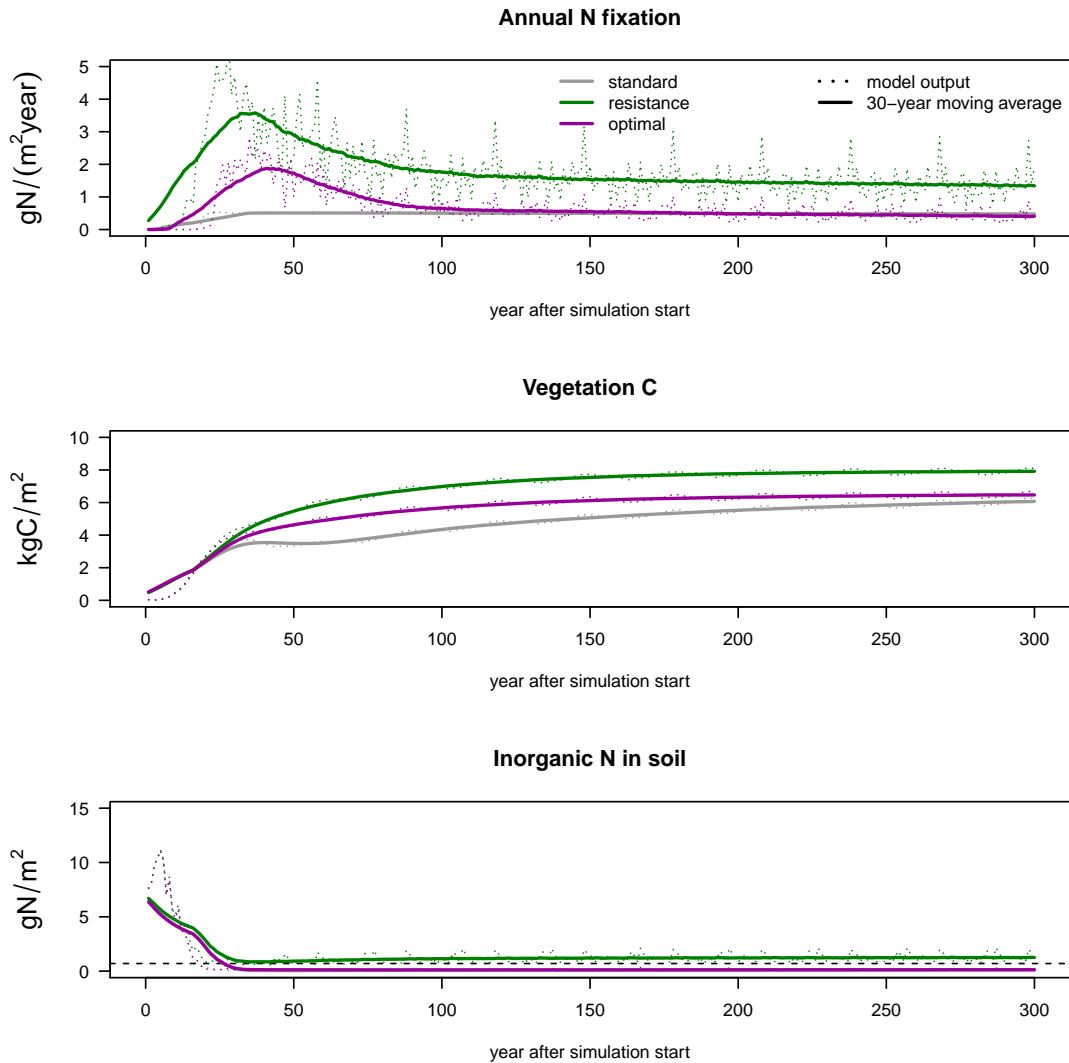 Annual N fixation
gN/(m²year)
5
4
3
2
1
0
standard
resistance
optimal
model output
30−year moving average
0 50 100 150 200 250 300
year after simulation start
Vegetation C
kgC/m²
10
8
6
4
2
0
0 50 100 150 200 250 300
year after simulation start
Inorganic N in soil
gN/m²
15
10
5
0
0 50 100 150 200 250 300
year after simulation start